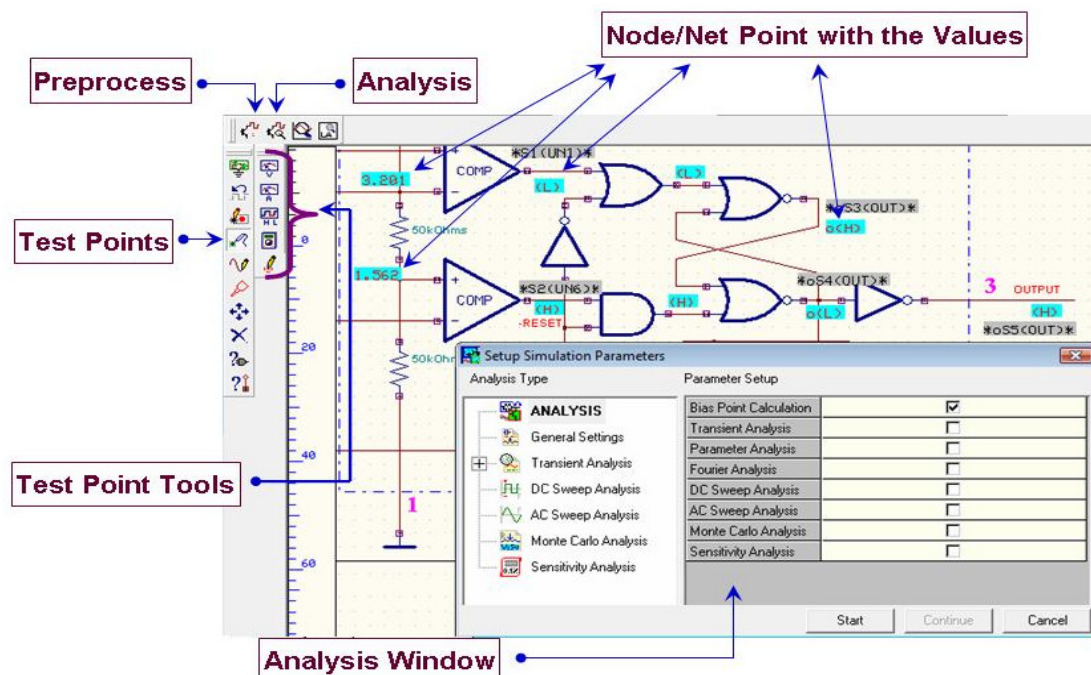 Node/Net Point with the Values
Preprocess
Analysis
*S1(UN1)*
COMP
3.201
(L)
(L)
*oS3(OUT)*
o(H)
Test Points
0
50kOhms
1.562
*oS4(OUT)*
COMP
*S2(UN6)*
(H)
(H)
-RESET
o(L)
3
OUTPUT
(H)
*oS5(OUT)*
20
50kOhm
Setup Simulation Parameters
Analysis Type
Parameter Setup
ANALYSIS
General Settings
Transient Analysis
DC Sweep Analysis
AC Sweep Analysis
Monte Carlo Analysis
Sensitivity Analysis
Bias Point Calculation
Transient Analysis
Parameter Analysis
Fourier Analysis
DC Sweep Analysis
AC Sweep Analysis
Monte Carlo Analysis
Sensitivity Analysis
40
Test Point Tools
1
60
Start
Continue
Cancel
Analysis Window